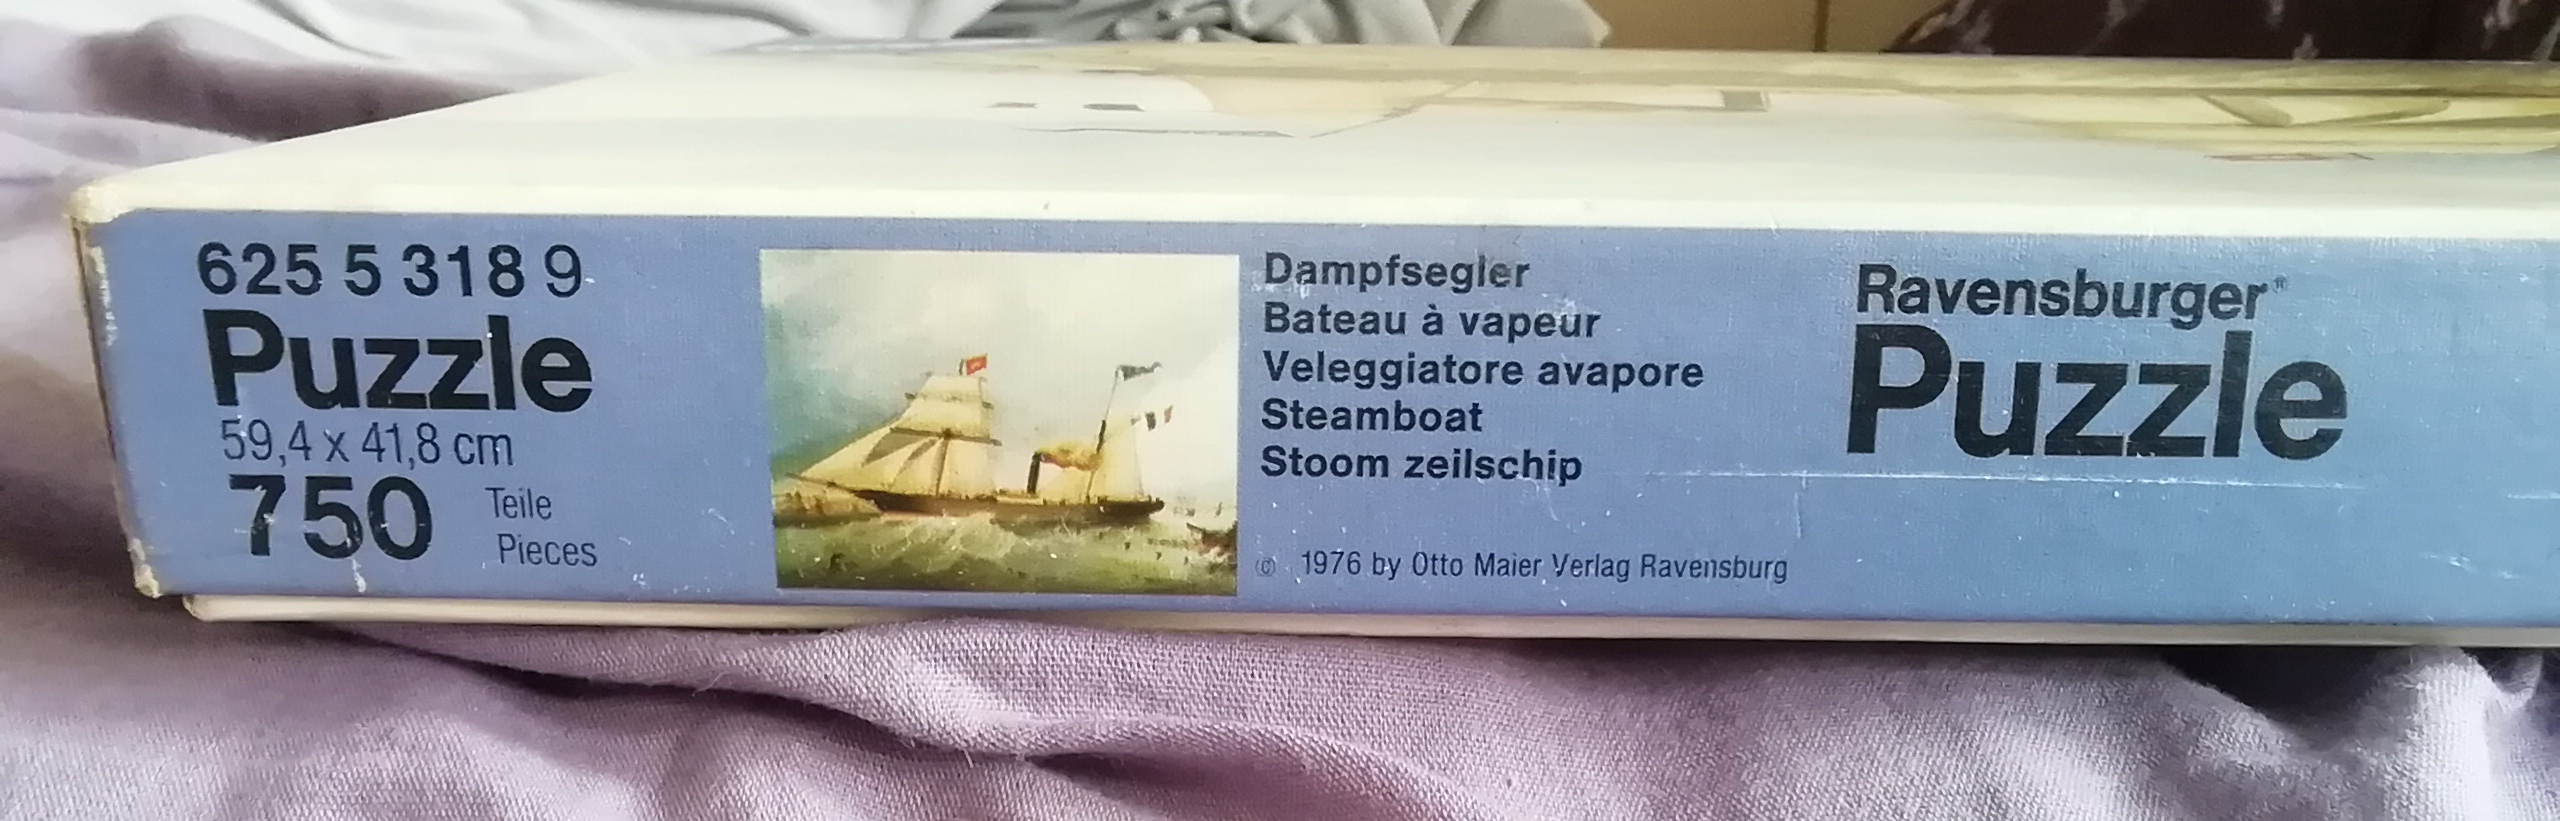 625 5 318 9
Puzzle
59,4 x 41,8 cm
750 Teile
Pieces
Dampfsegler
Bateau à vapeur
Veleggiatore avapore
Steamboat
Stoom zeilschip
© 1976 by Otto Maier Verlag Ravensburg
Ravensburger®
Puzzle